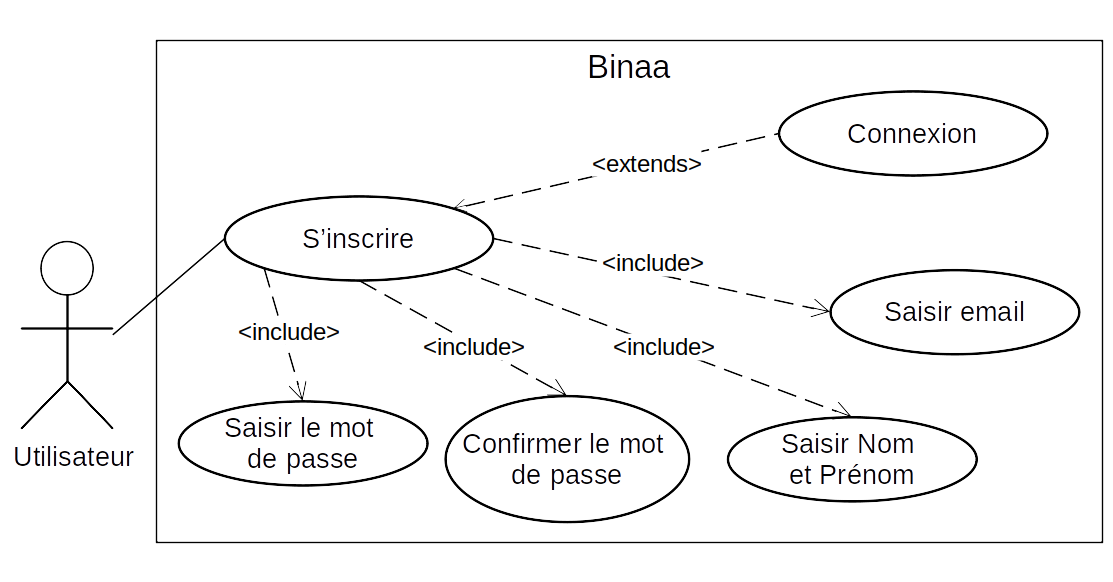 Binaa
Connexion
<extends>
S’inscrire
<include>
Saisir email
<include>
<include>
<include>
Saisir le mot
de passe
Confirmer le mot
de passe
Saisir Nom
et Prénom
Utilisateur